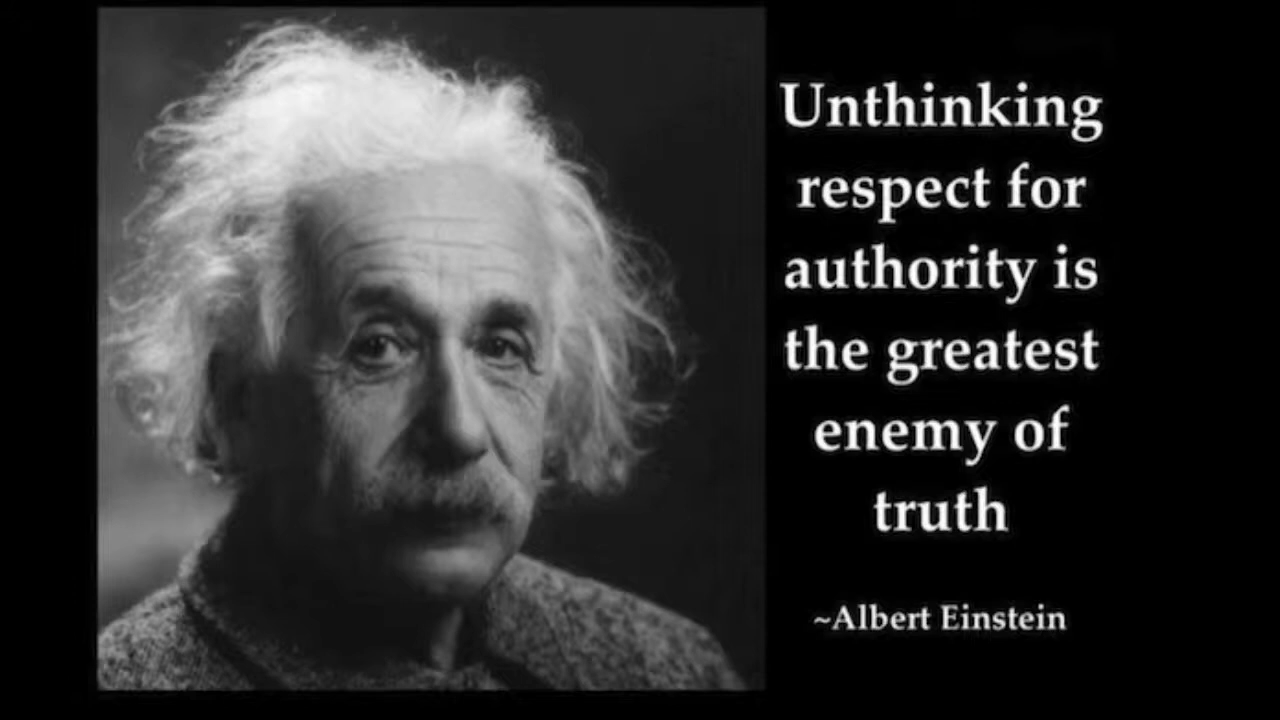 Unthinking
respect for
authority is
the greatest
enemy of
truth
~Albert Einstein